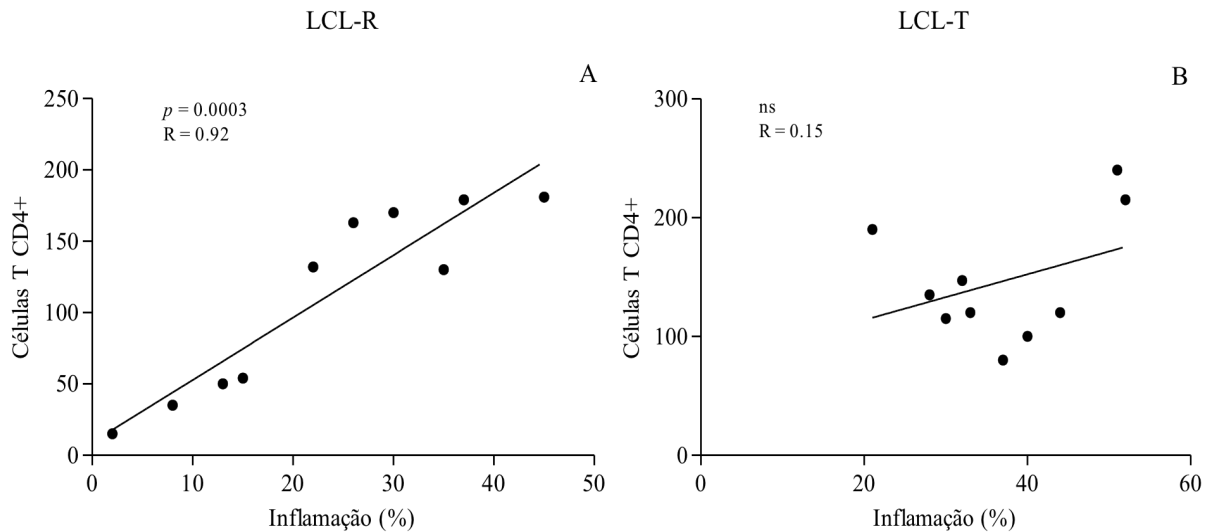 LCL-R
A
p = 0.0003
R = 0.92
250
200
150
100
50
0
Células T CD4+
0 10 20 30 40 50
Inflamação (%)
LCL-T
B
ns
R = 0.15
300
200
100
0
Células T CD4+
0 20 40 60
Inflamação (%)